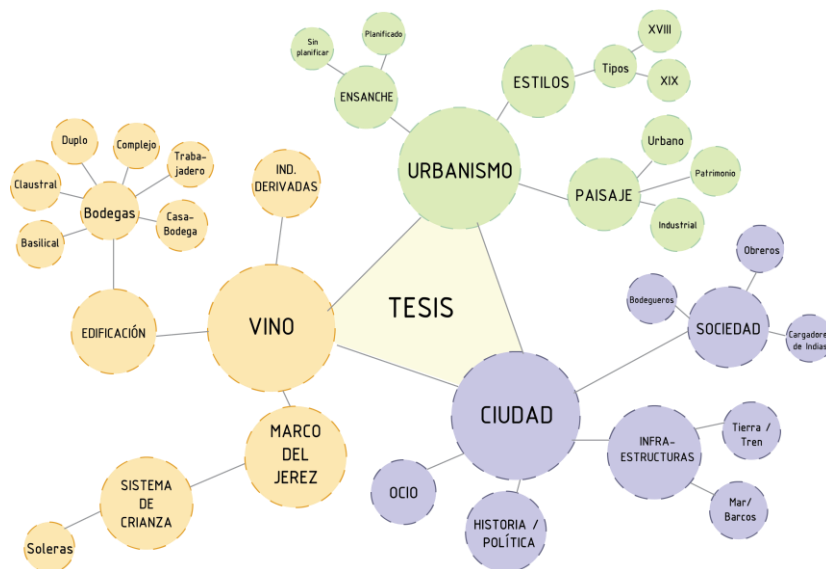 XVIII
Sin
planificar
Planificado
ESTILOS
Tipos
XIX
ENSANCHE
URBANISMO
Urbano
PAISAJE
Patrimonio
Industrial
Duplo
Complejo
Traba-
jadero
Claustral
Bodegas
Casa-
Bodega
Basilical
IND.
DERIVADAS
EDIFICACIÓN
VINO
TESIS
MARCO
DEL
JEREZ
SISTEMA
DE
CRIANZA
Soleras
CIUDAD
Obreros
Bodegueros
SOCIEDAD
Cargadores
de Indias
INFRA-
ESTRUCTURAS
Tierra /
Tren
Mar/
Barcos
OCIO
HISTORIA /
POLÍTICA